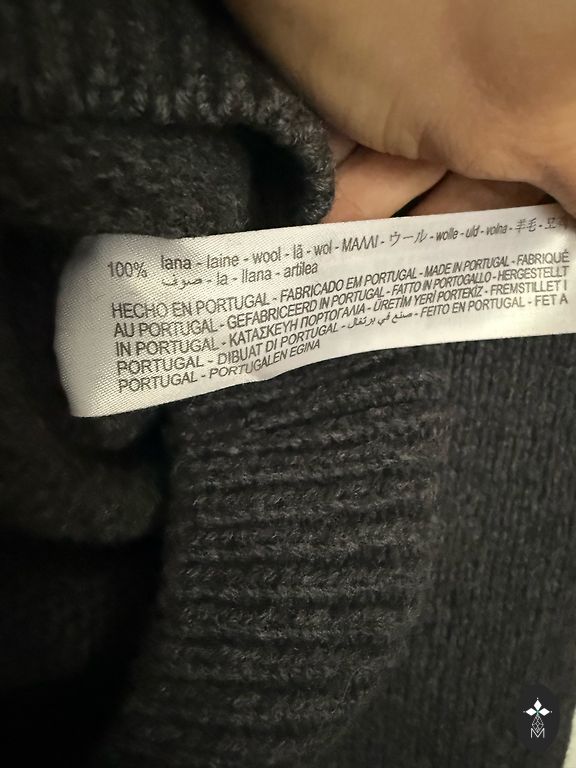 100% lana - laine - wool - lã - wol - ΜΑΛΛΙ - ウール - wolle - uld - volna - 羊毛 -
صوف - la - llana - artilea
HECHO EN PORTUGAL - FABRICADO EM PORTUGAL - MADE IN PORTUGAL - FABRIQUÉ
AU PORTUGAL - GEFABRICEERD IN PORTUGAL - FATTO IN PORTOGALLO - HERGESTELLT
IN PORTUGAL - ΚΑΤΑΣΚΕΥΗ ΠΟΡΤΟΓΑΛΙΑ - ÜRETİM YERİ PORTEKİZ - FREMSTILLET I
PORTUGAL - DIBUAT DI PORTUGAL - صنع في برتغال - FEITO EN PORTUGAL - FET A
PORTUGAL - PORTUGALEN EGINA